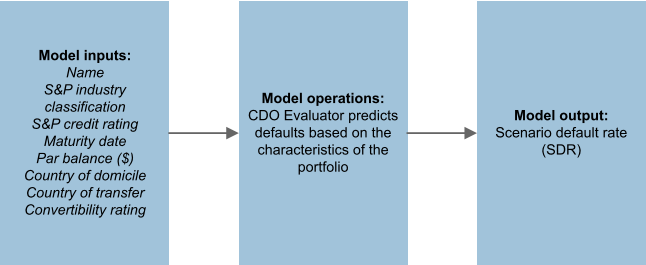 Model inputs:
Name
S&P industry
classification
S&P credit rating
Maturity date
Par balance ($)
Country of domicile
Country of transfer
Convertibility rating
Model operations:
CDO Evaluator predicts
defaults based on the
characteristics of the
portfolio
Model output:
Scenario default rate
(SDR)